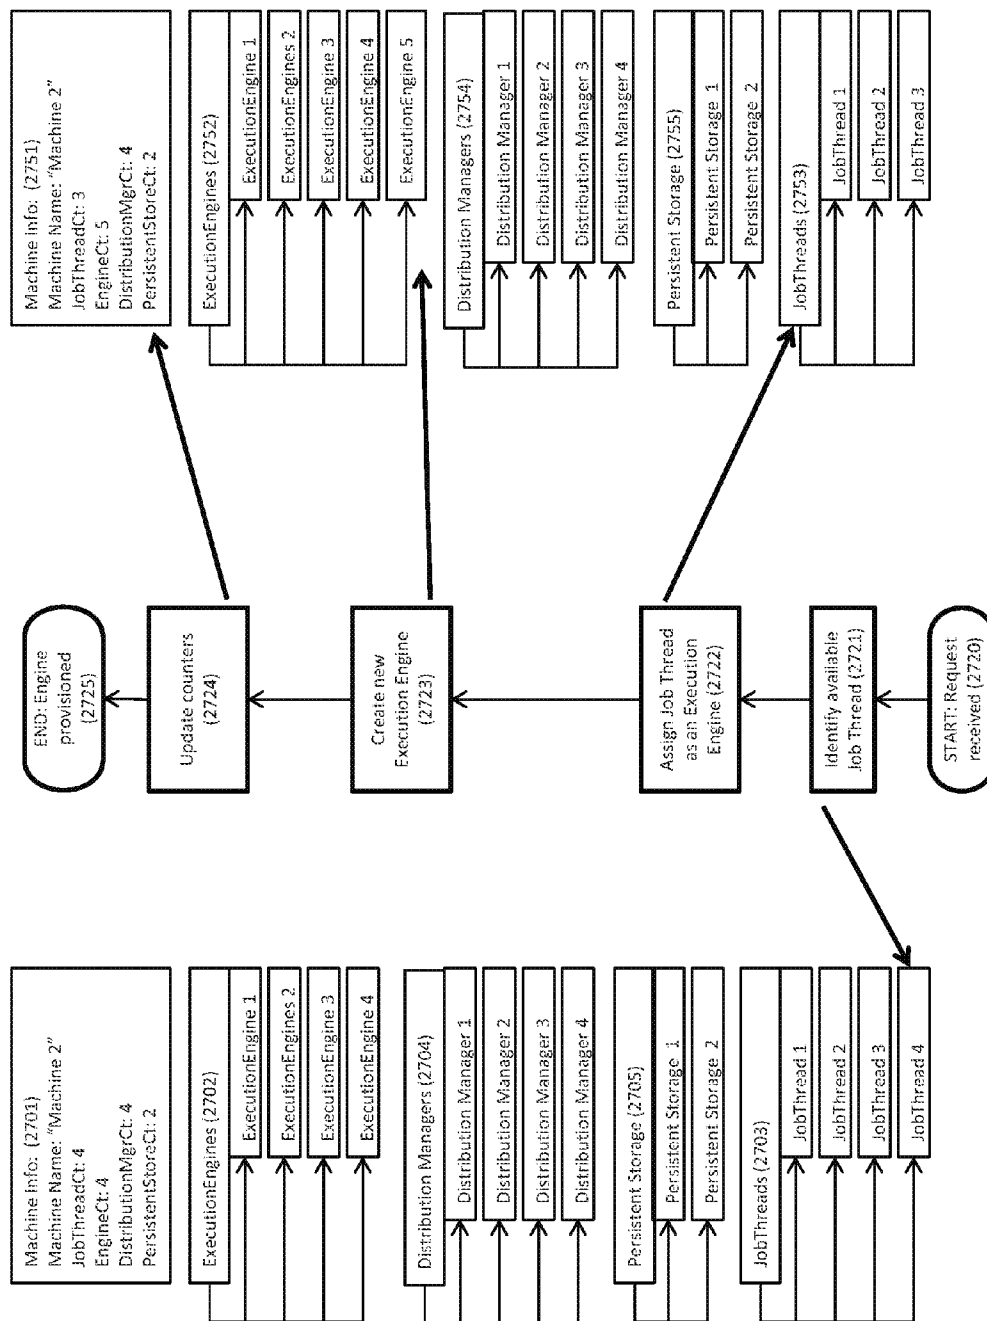 Machine Info: (2701)
Machine Name: "Machine 2"
JobThreadCt: 4
EngineCt: 4
DistributionMgrCt: 4
PersistentStoreCt: 2
ExecutionEngines (2702)
ExecutionEngine 1
ExecutionEngines 2
ExecutionEngine 3
ExecutionEngine 4
Distribution Managers (2704)
Distribution Manager 1
Distribution Manager 2
Distribution Manager 3
Distribution Manager 4
Persistent Storage (2705)
Persistent Storage 1
Persistent Storage 2
JobThreads (2703)
JobThread 1
JobThread 2
JobThread 3
JobThread 4
END: Engine
provisioned
(2725)
Update counters
(2724)
Create new
Execution Engine
(2723)
Assign Job Thread
as an Execution
Engine (2722)
Identify available
Job Thread (2721)
START: Request
received (2720)
Machine Info: (2751)
Machine Name: "Machine 2"
JobThreadCt: 3
EngineCt: 5
DistributionMgrCt: 4
PersistentStoreCt: 2
ExecutionEngines (2752)
ExecutionEngine 1
ExecutionEngines 2
ExecutionEngine 3
ExecutionEngine 4
ExecutionEngine 5
Distribution Managers (2754)
Distribution Manager 1
Distribution Manager 2
Distribution Manager 3
Distribution Manager 4
Persistent Storage (2755)
Persistent Storage 1
Persistent Storage 2
JobThreads (2753)
JobThread 1
JobThread 2
JobThread 3